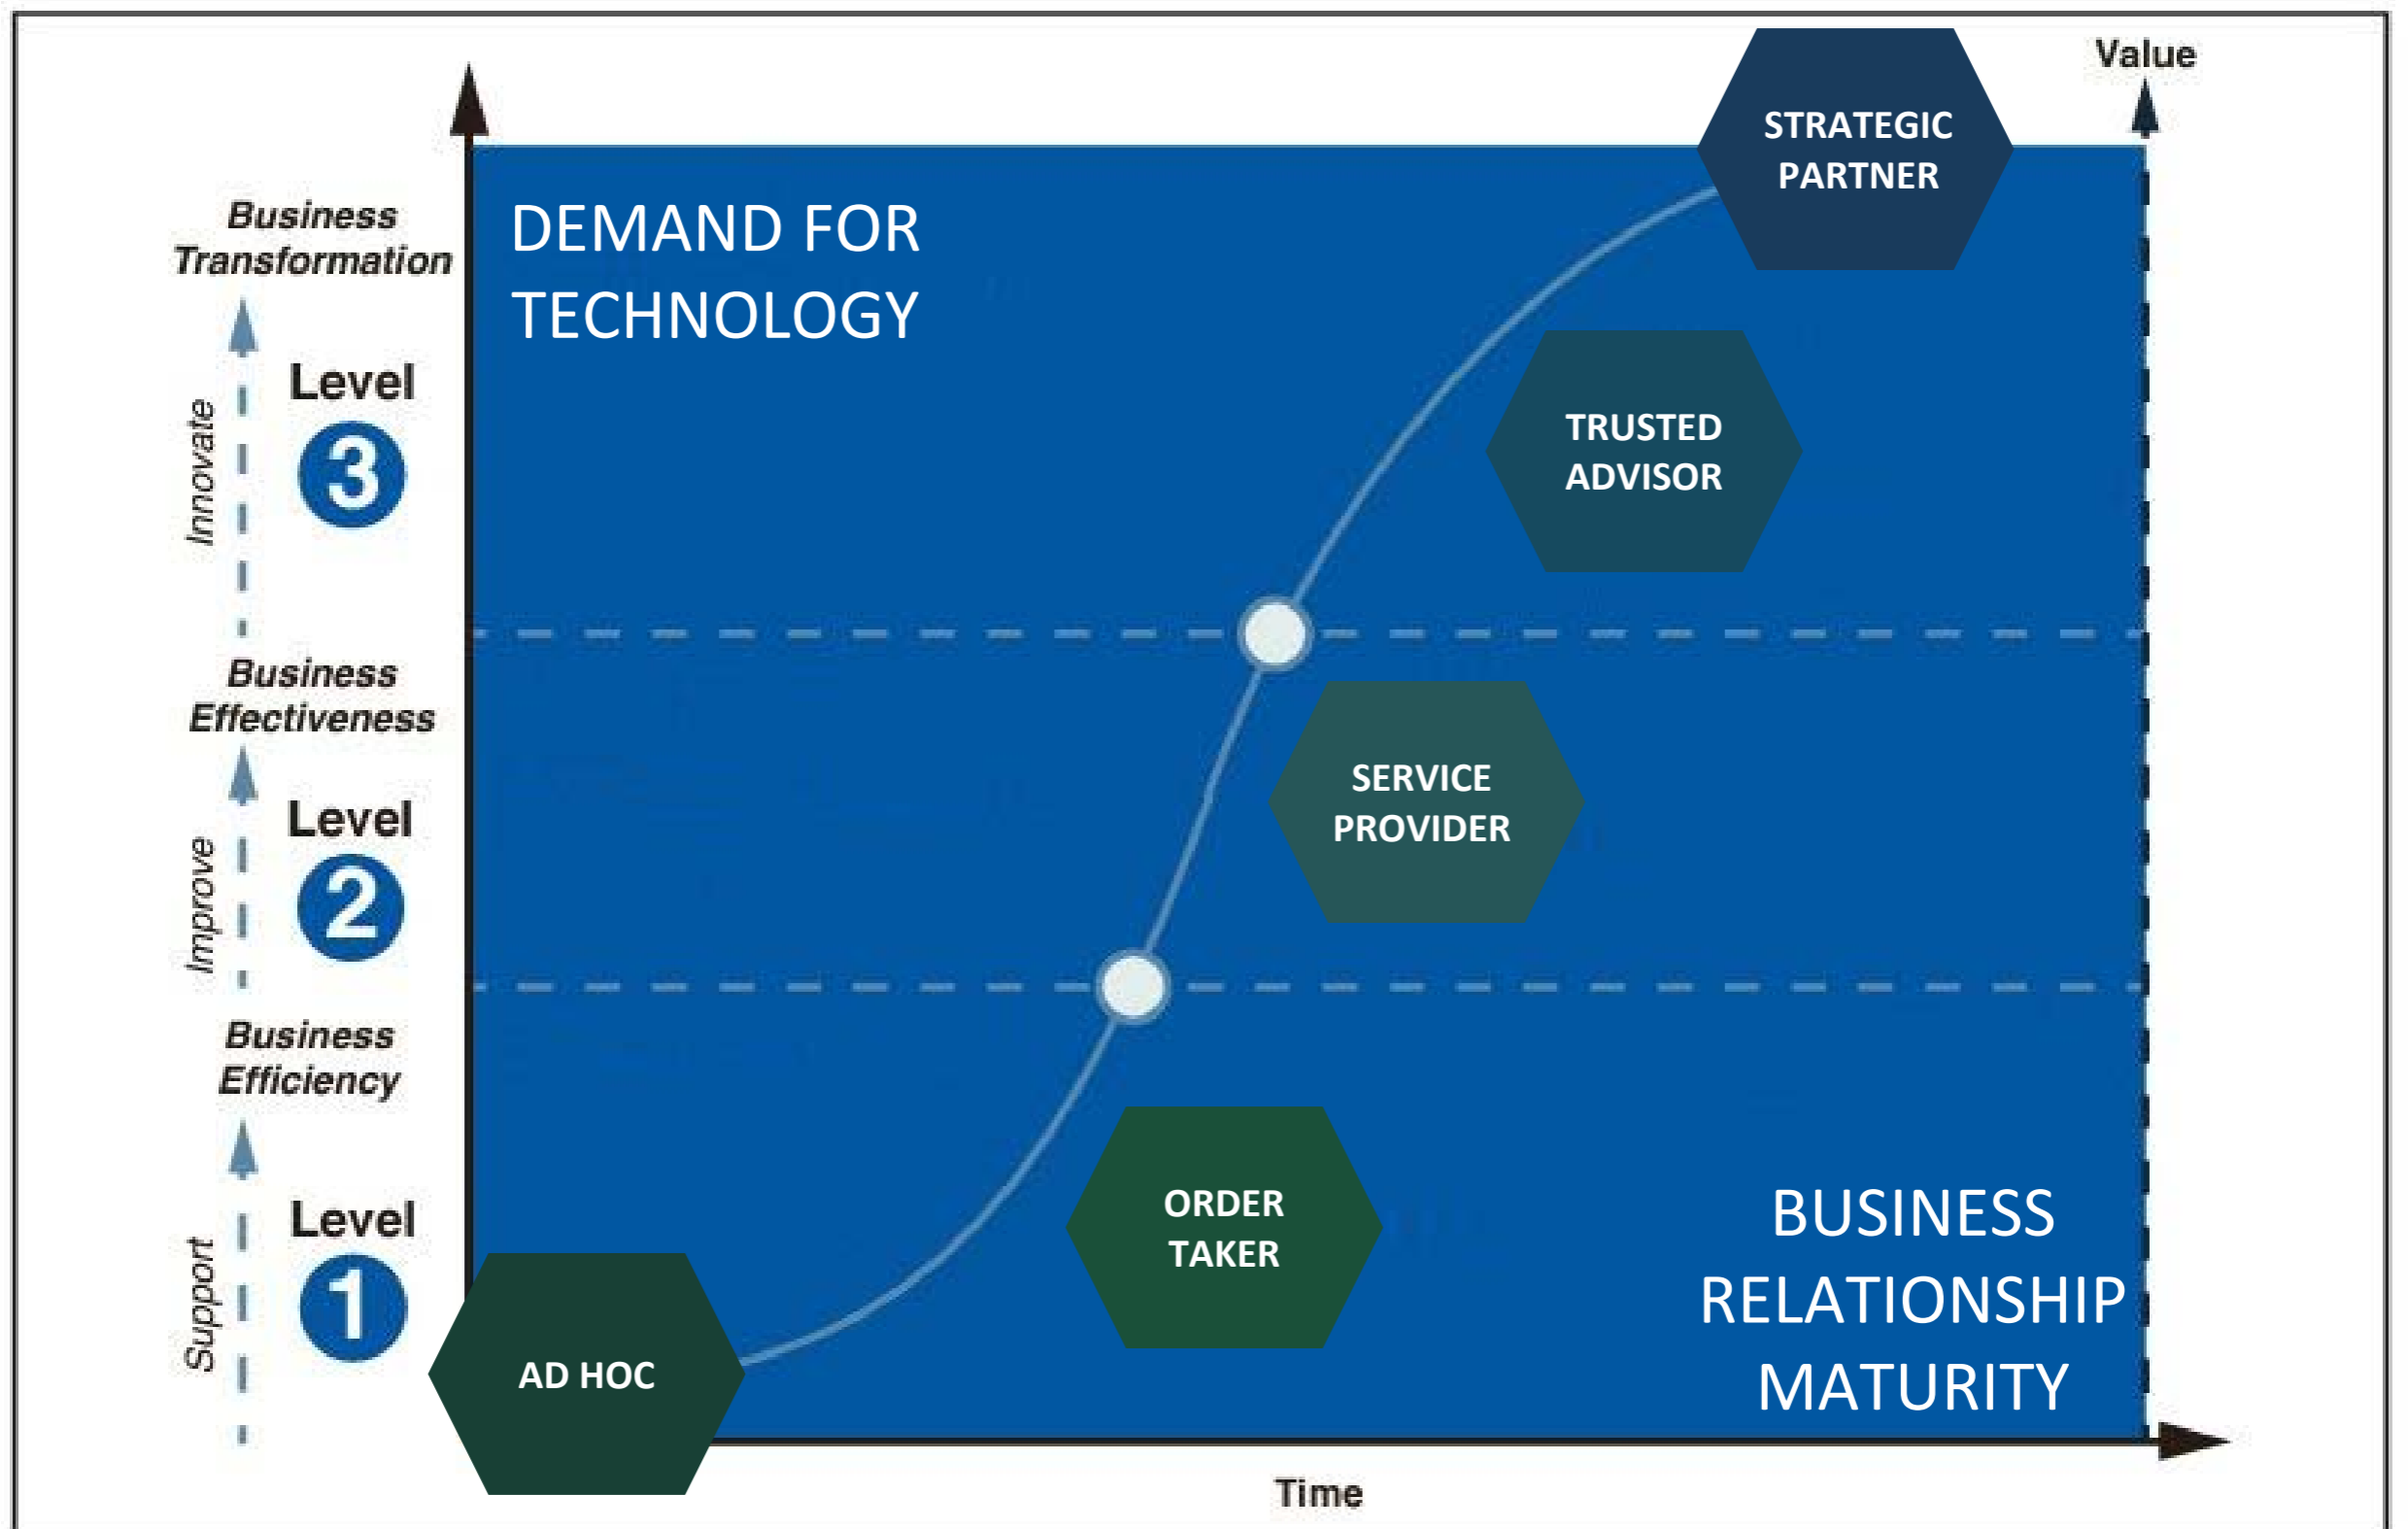 Value
STRATEGIC
PARTNER
DEMAND FOR
TECHNOLOGY
Business
Transformation
Level
3
Innovate
TRUSTED
ADVISOR
Business
Effectiveness
SERVICE
PROVIDER
Level
2
Improve
Business
Efficiency
ORDER
TAKER
Level
1
Support
BUSINESS
RELATIONSHIP
MATURITY
AD HOC
Time